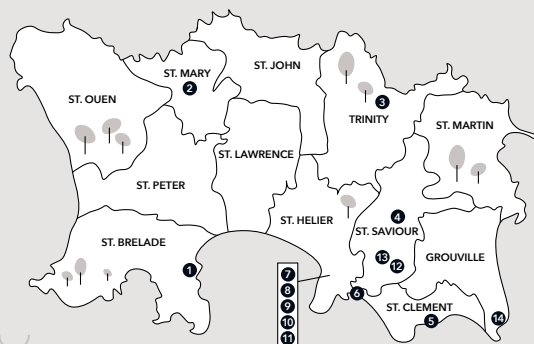 ST. JOHN
ST. MARY
2
ST. OUEN
3
TRINITY
ST. MARTIN
ST. LAWRENCE
ST. PETER
ST. HELIER
4
ST. SAVIOUR
ST. BRELADE
13
12
GROUVILLE
1
7
8
9
10
11
6
ST. CLEMENT
5
14